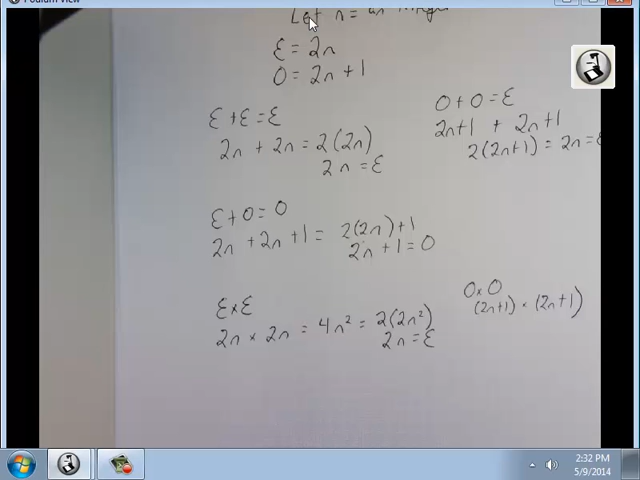 Podium View
Let n = an integer
Ɛ = 2n
O = 2n + 1
Ɛ + Ɛ = Ɛ
2n + 2n = 2(2n)
2n = Ɛ
O + O = Ɛ
2n+1 + 2n+1
2(2n+1) = 2n = Ɛ
Ɛ + O = O
2n + 2n + 1 = 2(2n)+1
2n + 1 = O
Ɛ x Ɛ
2n x 2n = 4n² = 2(2n²)
2n = Ɛ
O x O
(2n+1) x (2n+1)
2:32 PM
5/9/2014